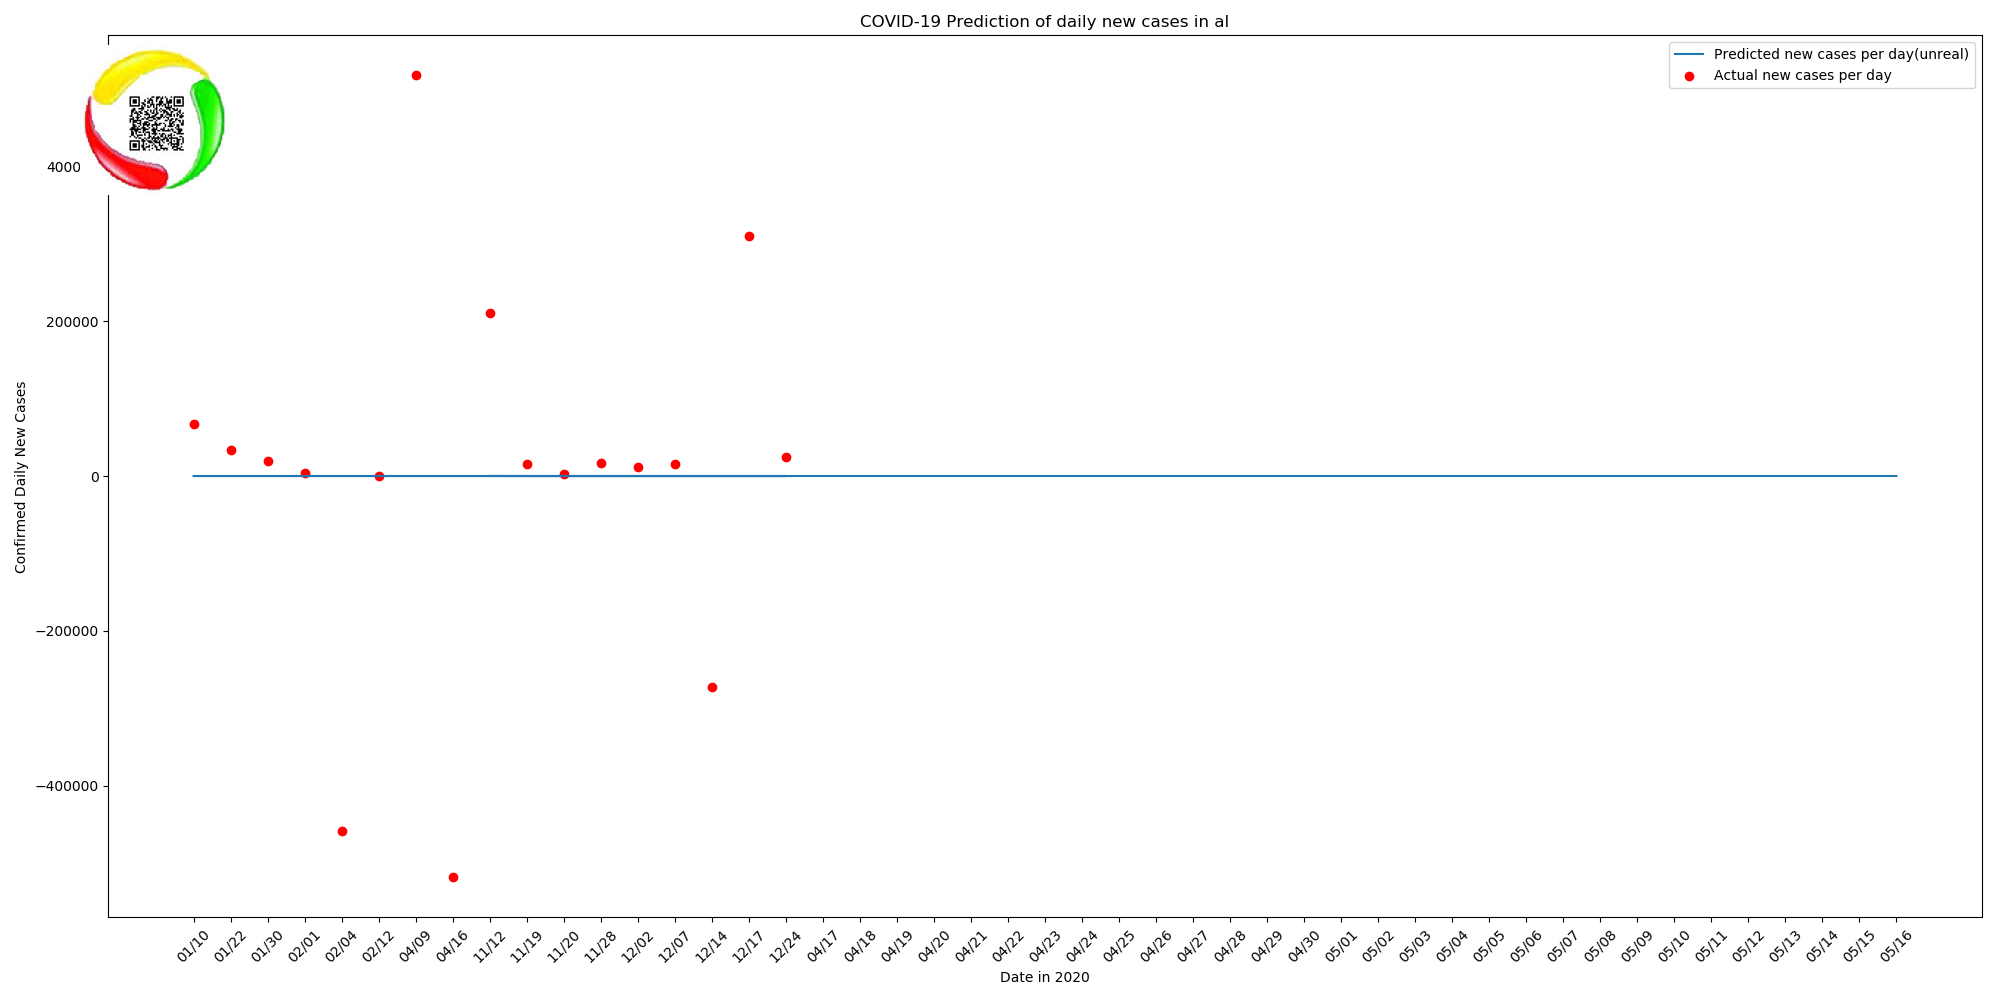 COVID-19 Prediction of daily new cases in al
Predicted new cases per day(unreal)
Actual new cases per day
4000
200000
0
−200000
−400000
Confirmed Daily New Cases
01/10 01/22 01/30 02/01 02/04 02/12 04/09 04/16 11/12 11/19 11/20 11/28 12/02 12/07 12/14 12/17 12/24 04/17 04/18 04/19 04/20 04/21 04/22 04/23 04/24 04/25 04/26 04/27 04/28 04/29 04/30 05/01 05/02 05/03 05/04 05/05 05/06 05/07 05/08 05/09 05/10 05/11 05/12 05/13 05/14 05/15 05/16
Date in 2020